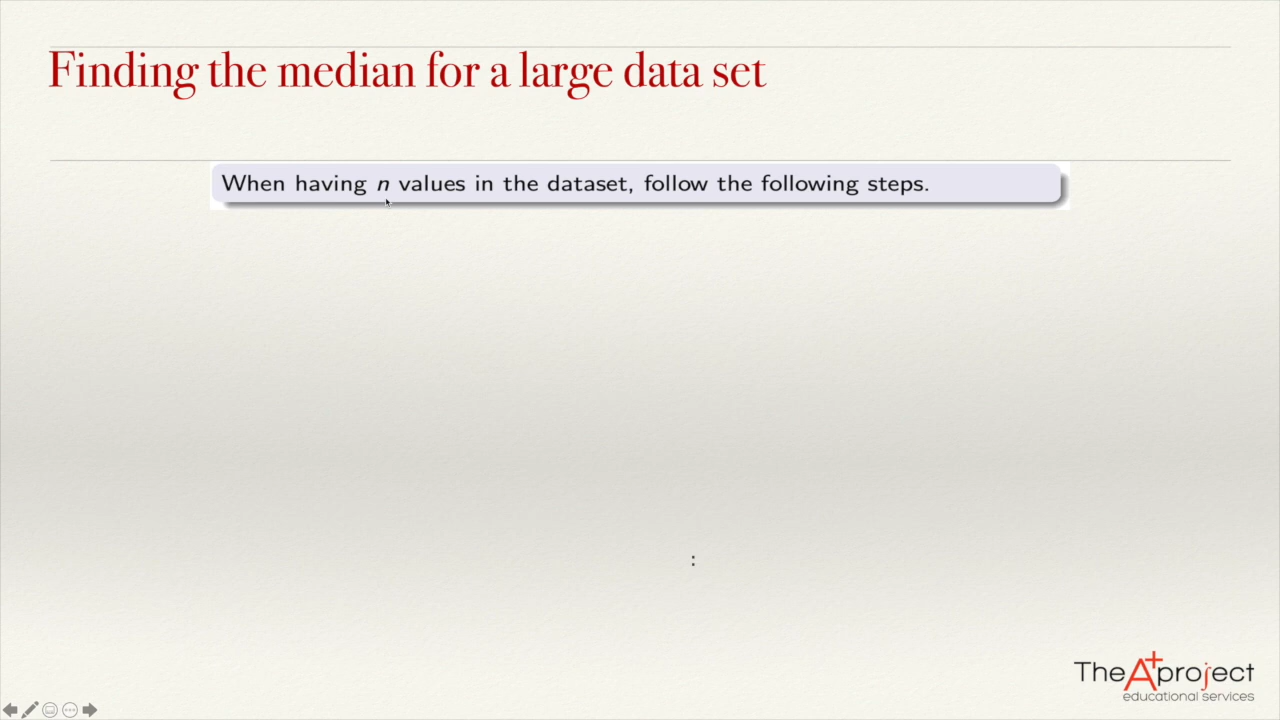 Finding the median for a large data set
When having n values in the dataset, follow the following steps.
:
The A+ project
educational services